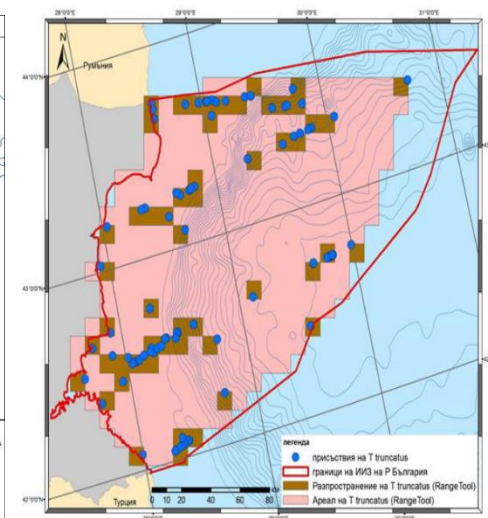 28°0'0"E 29°0'0"E 30°0'0"E 31°0'0"E
N
Румъния
44°0'0"N
43°0'0"N
42°0'0"N
Турция
0 20 40 60 80
легенда
присъствия на T truncatus
граници на ИИЗ на Р България
Разпространение на T truncatus (RangeTool)
Ареал на T truncatus (RangeTool)